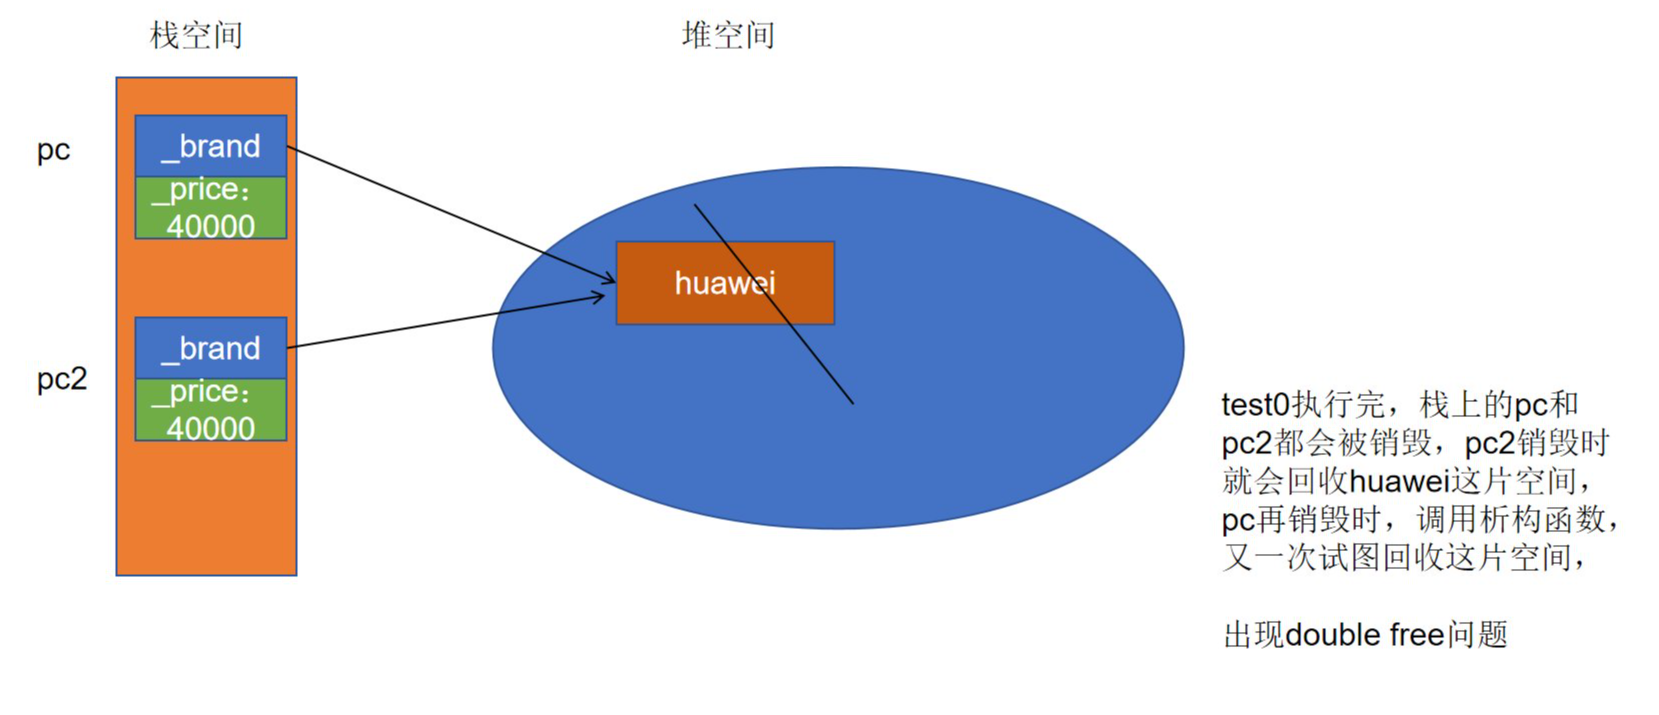 栈空间
堆空间
pc
_brand
_price：
40000
huawei
pc2
_brand
_price：
40000
test0执行完，栈上的pc和
pc2都会被销毁，pc2销毁时
就会回收huawei这片空间，
pc再销毁时，调用析构函数，
又一次试图回收这片空间，
出现double free问题